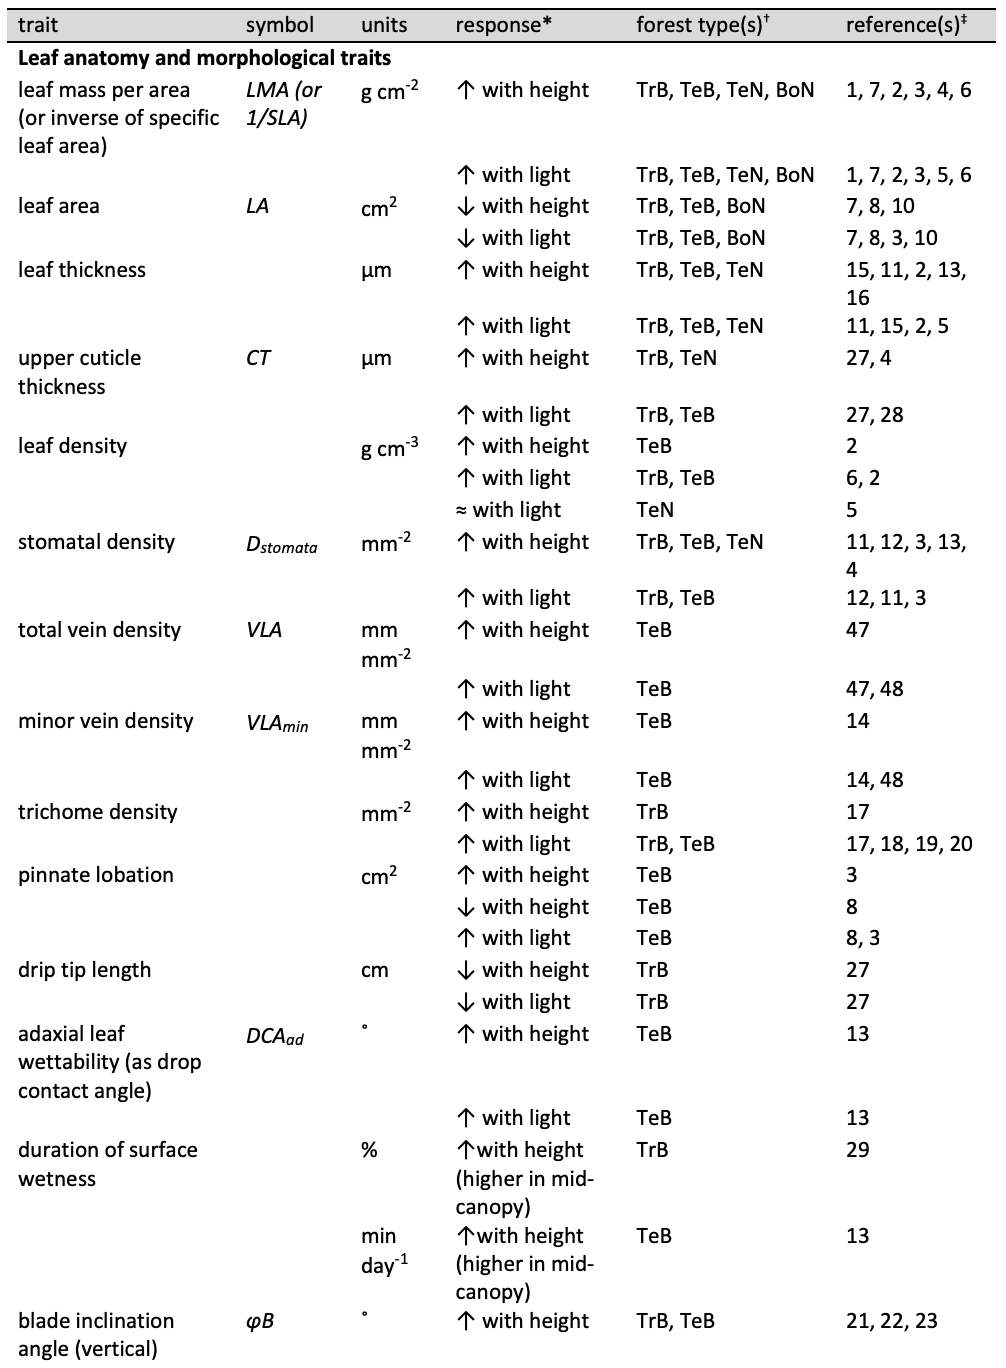 trait symbol units response* forest type(s)† reference(s)‡
Leaf anatomy and morphological traits
leaf mass per area LMA (or g cm-2 ↑ with height TrB, TeB, TeN, BoN 1, 7, 2, 3, 4, 6
(or inverse of specific 1/SLA)
leaf area)
↑ with light TrB, TeB, TeN, BoN 1, 7, 2, 3, 5, 6
leaf area LA cm2 ↓ with height TrB, TeB, BoN 7, 8, 10
↓ with light TrB, TeB, BoN 7, 8, 3, 10
leaf thickness µm ↑ with height TrB, TeB, TeN 15, 11, 2, 13,
16
↑ with light TrB, TeB, TeN 11, 15, 2, 5
upper cuticle CT µm ↑ with height TrB, TeN 27, 4
thickness
↑ with light TrB, TeB 27, 28
leaf density g cm-3 ↑ with height TeB 2
↑ with light TrB, TeB 6, 2
≈ with light TeN 5
stomatal density Dstomata mm-2 ↑ with height TrB, TeB, TeN 11, 12, 3, 13,
4
↑ with light TrB, TeB 12, 11, 3
total vein density VLA mm ↑ with height TeB 47
mm-2
↑ with light TeB 47, 48
minor vein density VLAmin mm ↑ with height TeB 14
mm-2
↑ with light TeB 14, 48
trichome density mm-2 ↑ with height TrB 17
↑ with light TrB, TeB 17, 18, 19, 20
pinnate lobation cm2 ↑ with height TeB 3
↓ with height TeB 8
↑ with light TeB 8, 3
drip tip length cm ↓ with height TrB 27
↓ with light TrB 27
adaxial leaf DCAad ° ↑ with height TeB 13
wettability (as drop
contact angle)
↑ with light TeB 13
duration of surface % ↑with height TrB 29
wetness (higher in mid-
canopy)
min ↑with height TeB 13
day-1 (higher in mid-
canopy)
blade inclination φB ° ↑ with height TrB, TeB 21, 22, 23
angle (vertical)